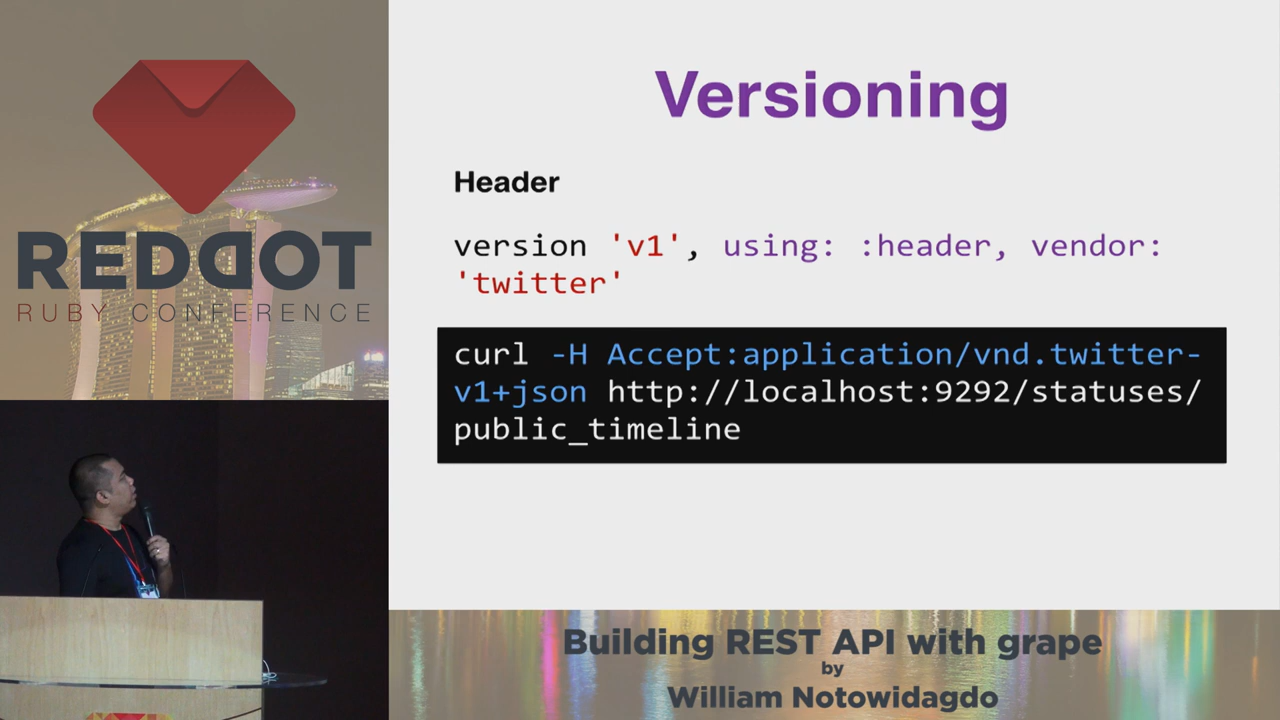 REDDOT
RUBY CONFERENCE
Versioning
Header
version 'v1', using: :header, vendor:
'twitter'
curl -H Accept:application/vnd.twitter-
v1+json http://localhost:9292/statuses/
public_timeline
Building REST API with grape
by
William Notowidagdo